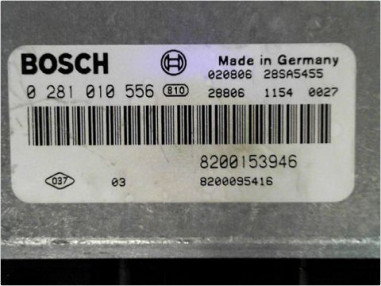 BOSCH Made in Germany
020806 28SA5455
0 281 010 556 810 28806 1154 0027
8200153946
037 03 8200095416